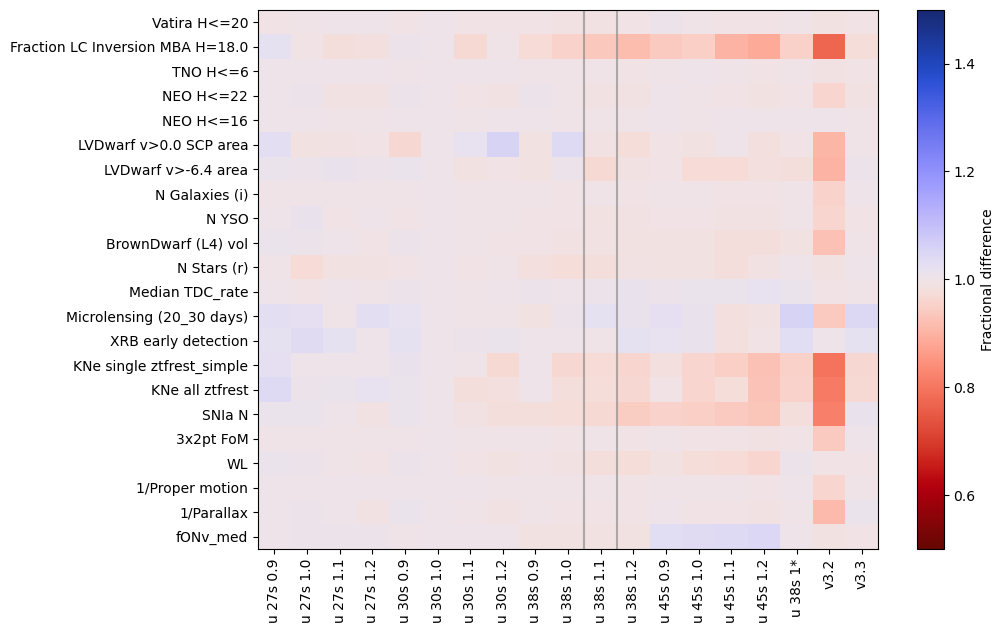 Vatira H<=20
Fraction LC Inversion MBA H=18.0
TNO H<=6
NEO H<=22
NEO H<=16
LVDwarf v>0.0 SCP area
LVDwarf v>-6.4 area
N Galaxies (i)
N YSO
BrownDwarf (L4) vol
N Stars (r)
Median TDC_rate
Microlensing (20_30 days)
XRB early detection
KNe single ztfrest_simple
KNe all ztfrest
SNIa N
3x2pt FoM
WL
1/Proper motion
1/Parallax
fONv_med
u 27s 0.9
u 27s 1.0
u 27s 1.1
u 27s 1.2
u 30s 0.9
u 30s 1.0
u 30s 1.1
u 30s 1.2
u 38s 0.9
u 38s 1.0
u 38s 1.1
u 38s 1.2
u 45s 0.9
u 45s 1.0
u 45s 1.1
u 45s 1.2
u 38s 1*
v3.2
v3.3
1.4
1.2
1.0
0.8
0.6
Fractional difference